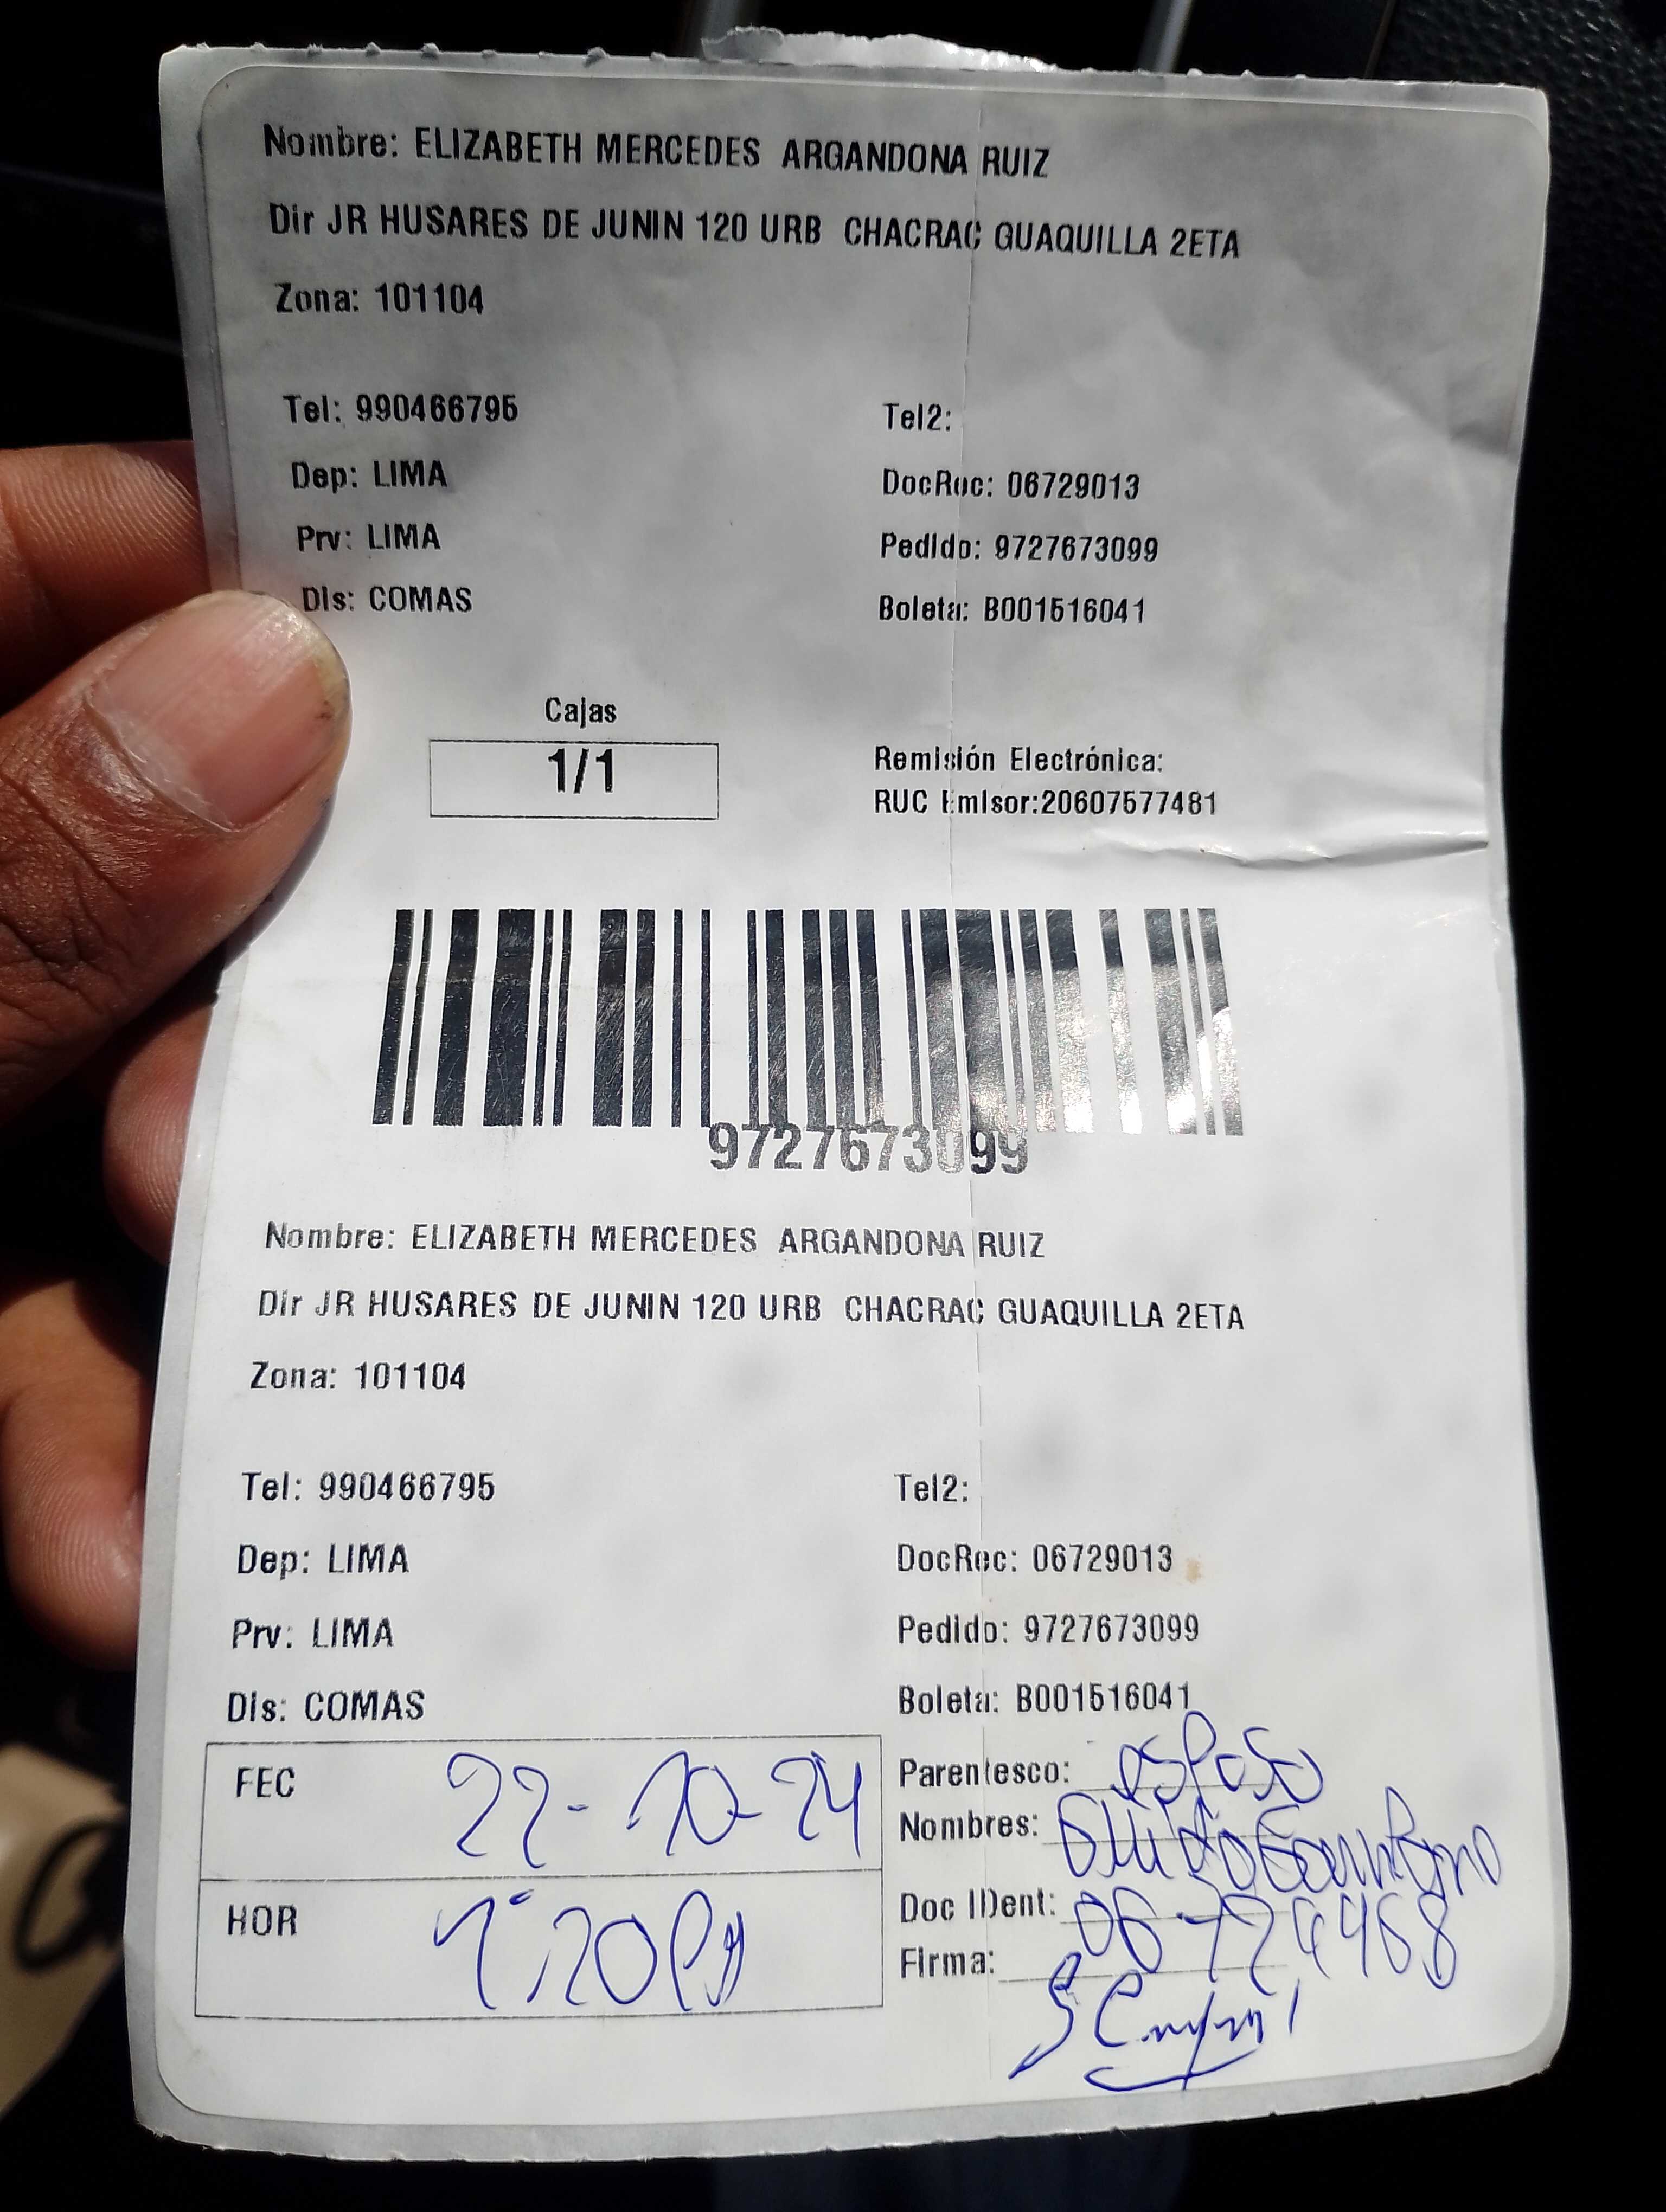 Nombre: ELIZABETH MERCEDES ARGANDONA RUIZ
Dir JR HUSARES DE JUNIN 120 URB CHACRAC GUAQUILLA 2ETA
Zona: 101104
Tel: 990466795 Tel2:
Dep: LIMA DocRec: 06729013
Prv: LIMA Pedido: 9727673099
Dis: COMAS Boleta: B001516041
Cajas
1/1
Remisión Electrónica:
RUC Emisor:20607577481
9727673099
Nombre: ELIZABETH MERCEDES ARGANDONA RUIZ
Dir JR HUSARES DE JUNIN 120 URB CHACRAC GUAQUILLA 2ETA
Zona: 101104
Tel: 990466795 Tel2:
Dep: LIMA DocRec: 06729013
Prv: LIMA Pedido: 9727673099
Dis: COMAS Boleta: B001516041
FEC 22-10-24
HOR
Parentesco: esposo
Nombres:
Doc IDent:
Firma: